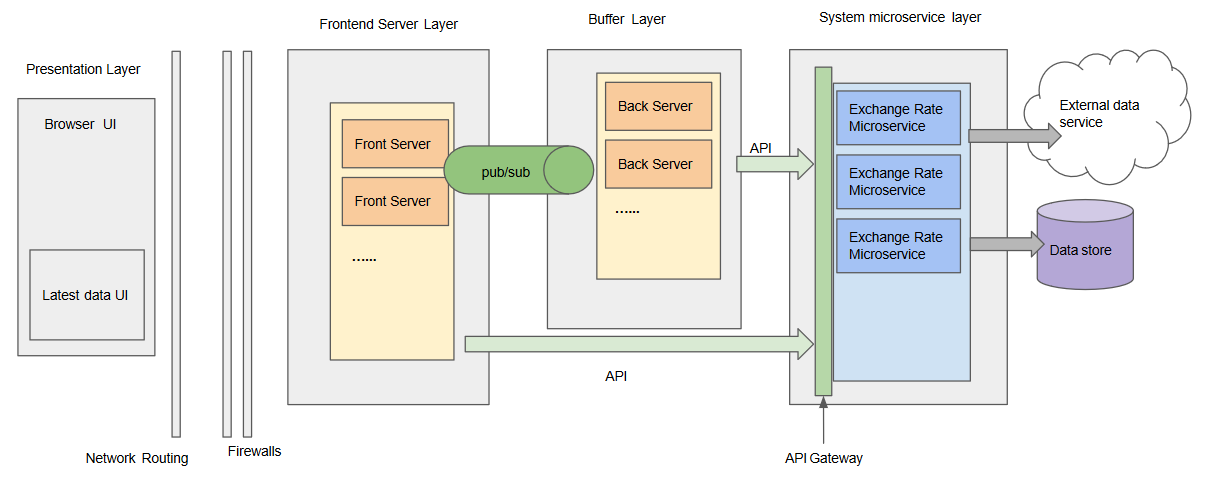 Frontend Server Layer
Buffer Layer
System microservice layer
Presentation Layer
Browser UI
Latest data UI
Front Server
Front Server
…...
pub/sub
Back Server
Back Server
…...
API
API
Exchange Rate
Microservice
Exchange Rate
Microservice
Exchange Rate
Microservice
External data
service
Data store
Network Routing
Firewalls
API Gateway